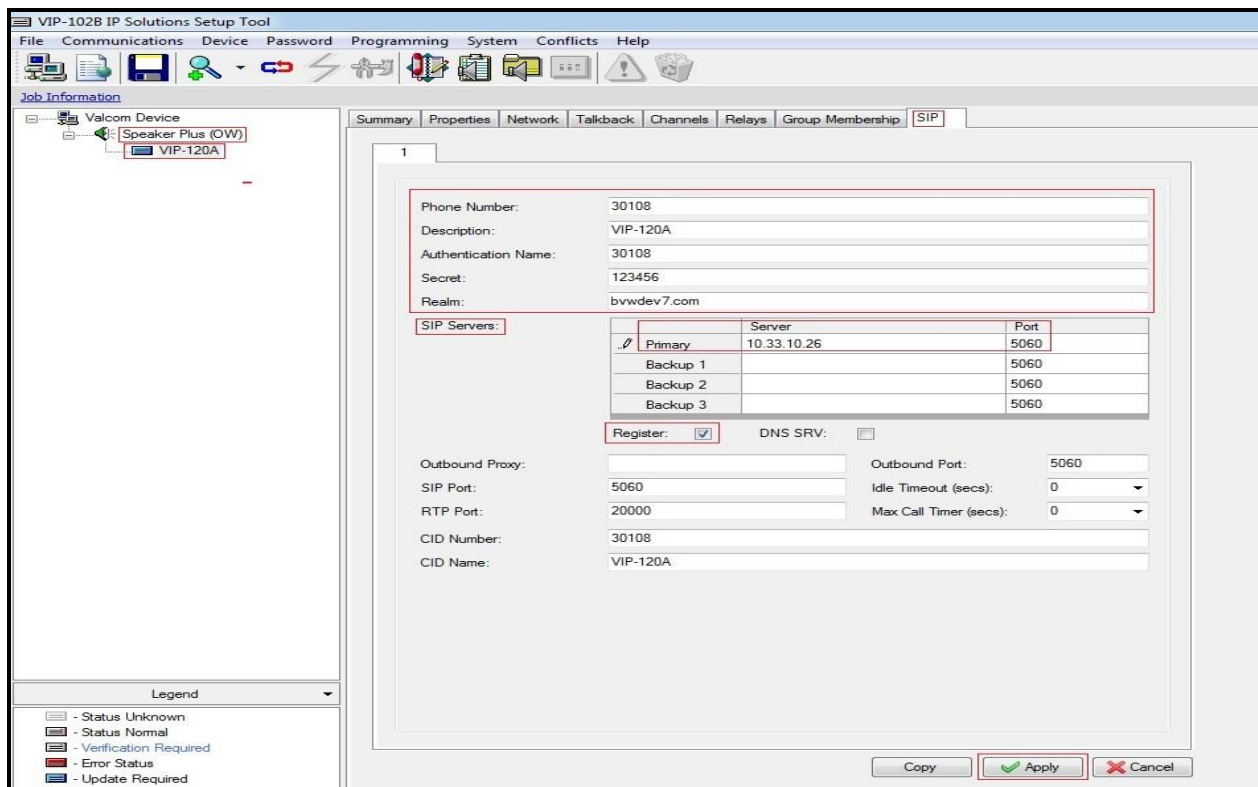 VIP-102B IP Solutions Setup Tool
File Communications Device Password Programming System Conflicts Help
Job Information
Valcom Device
Speaker Plus (OW)
VIP-120A
Summary Properties Network Talkback Channels Relays Group Membership SIP
1
Phone Number: 30108
Description: VIP-120A
Authentication Name: 30108
Secret: 123456
Realm: bvwdev7.com
SIP Servers:
Server Port
Primary 10.33.10.26 5060
Backup 1 5060
Backup 2 5060
Backup 3 5060
Register: DNS SRV:
Outbound Proxy: Outbound Port: 5060
SIP Port: 5060 Idle Timeout (secs): 0
RTP Port: 20000 Max Call Timer (secs): 0
CID Number: 30108
CID Name: VIP-120A
Legend
- Status Unknown
- Status Normal
- Verification Required
- Error Status
- Update Required
Copy Apply Cancel